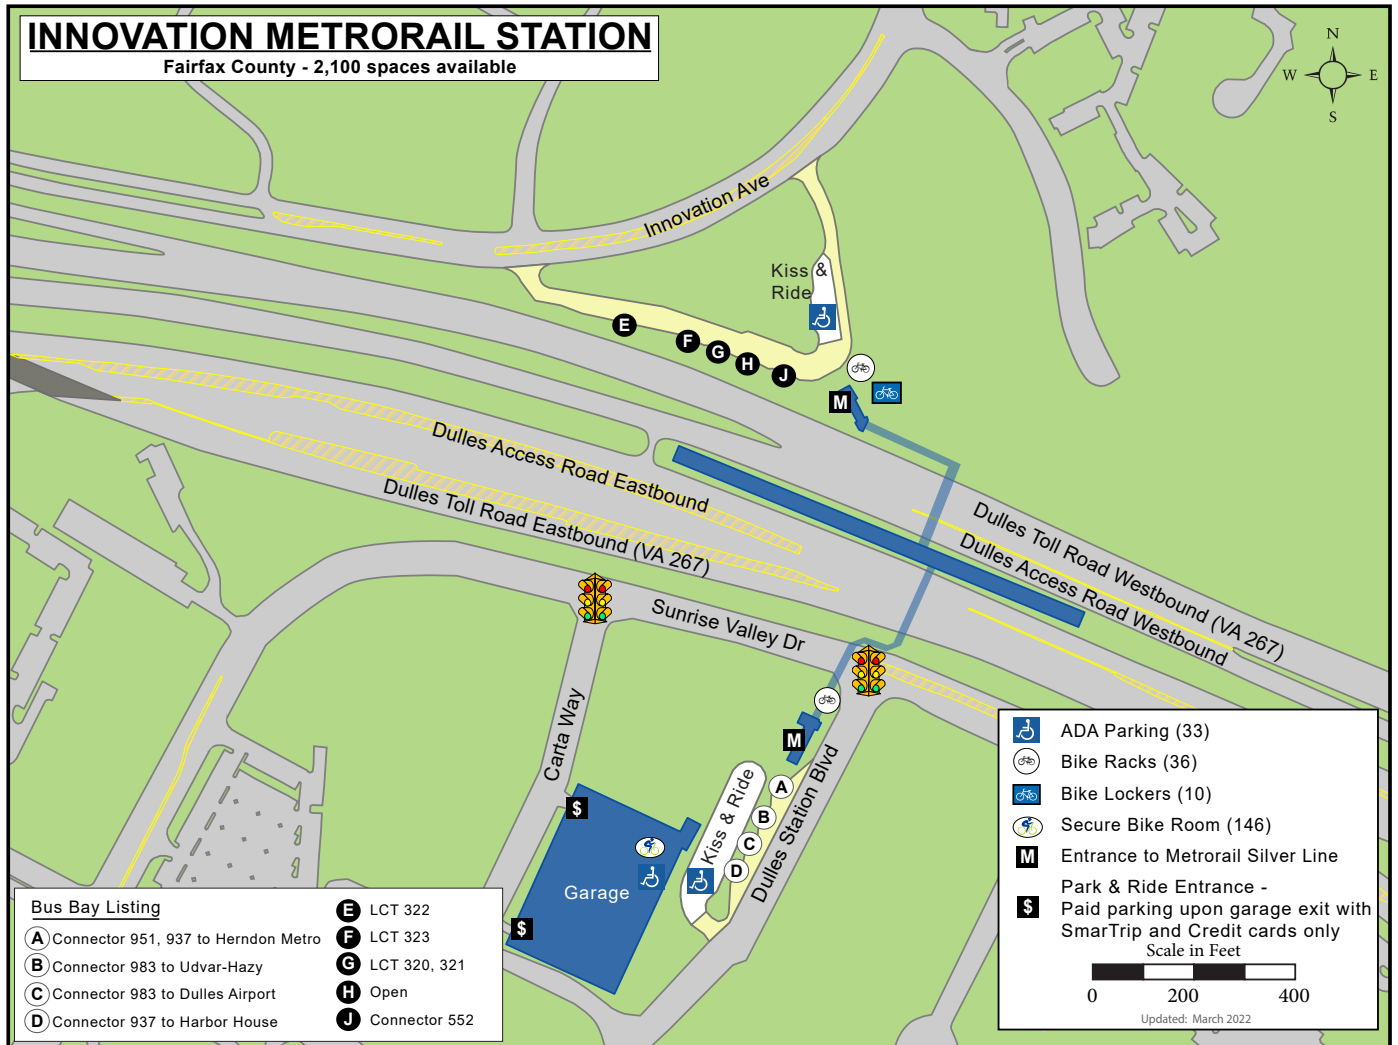 INNOVATION METRORAIL STATION
Fairfax County - 2,100 spaces available
N
W E
S
Innovation Ave
Kiss &
Ride
E
F
G
H
J
M
Dulles Access Road Eastbound
Dulles Toll Road Eastbound (VA 267)
Dulles Toll Road Westbound (VA 267)
Dulles Access Road Westbound
Sunrise Valley Dr
Carta Way
M
Kiss & Ride
A
B
C
D
Dulles Station Blvd
$
Garage
$
Bus Bay Listing
A Connector 951, 937 to Herndon Metro
B Connector 983 to Udvar-Hazy
C Connector 983 to Dulles Airport
D Connector 937 to Harbor House
E LCT 322
F LCT 323
G LCT 320, 321
H Open
J Connector 552
ADA Parking (33)
Bike Racks (36)
Bike Lockers (10)
Secure Bike Room (146)
M Entrance to Metrorail Silver Line
Park & Ride Entrance -
$ Paid parking upon garage exit with
SmarTrip and Credit cards only
Scale in Feet
0 200 400
Updated: March 2022